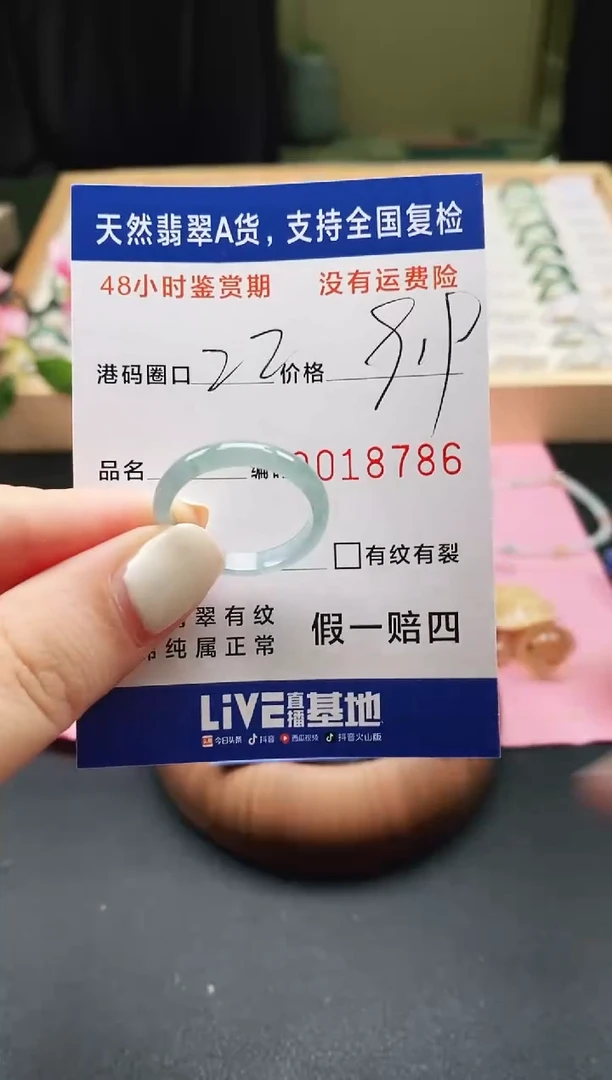 天然翡翠A货，支持全国复检
48小时鉴赏期 没有运费险
港码圈口22价格
品名 编 018786
□有纹有裂
翠有纹
纯属正常
假一赔四
LiVE直播基地
今日头条 抖音 西瓜视频 抖音火山版